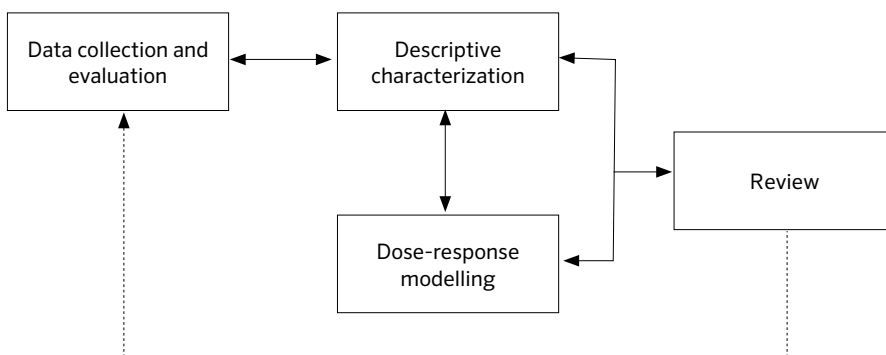 Data collection and
evaluation
Descriptive
characterization
Review
Dose-response
modelling